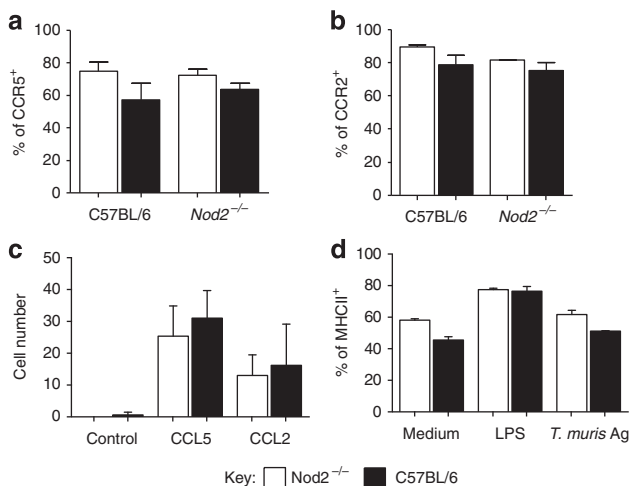 a
% of CCR5+
100
80
60
40
20
0
C57BL/6 Nod2−/−
b
% of CCR2+
100
80
60
40
20
0
C57BL/6 Nod2−/−
c
Cell number
50
40
30
20
10
0
Control CCL5 CCL2
d
% of MHCII+
100
80
60
40
20
0
Medium LPS T. muris Ag
Key: Nod2−/− C57BL/6